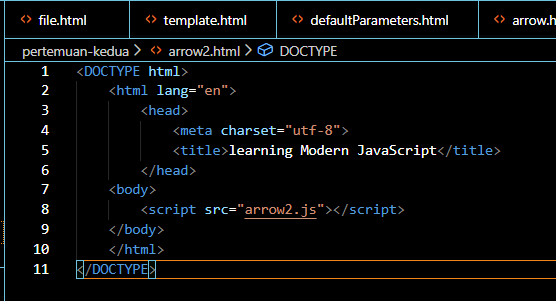 file.html template.html defaultParameters.html arrow.h
pertemuan-kedua > arrow2.html > DOCTYPE
1 <DOCTYPE html>
2 <html lang="en">
3 <head>
4 <meta charset="utf-8">
5 <title>learning Modern JavaScript</title>
6 </head>
7 <body>
8 <script src="arrow2.js"></script>
9 </body>
10 </html>
11 </DOCTYPE>